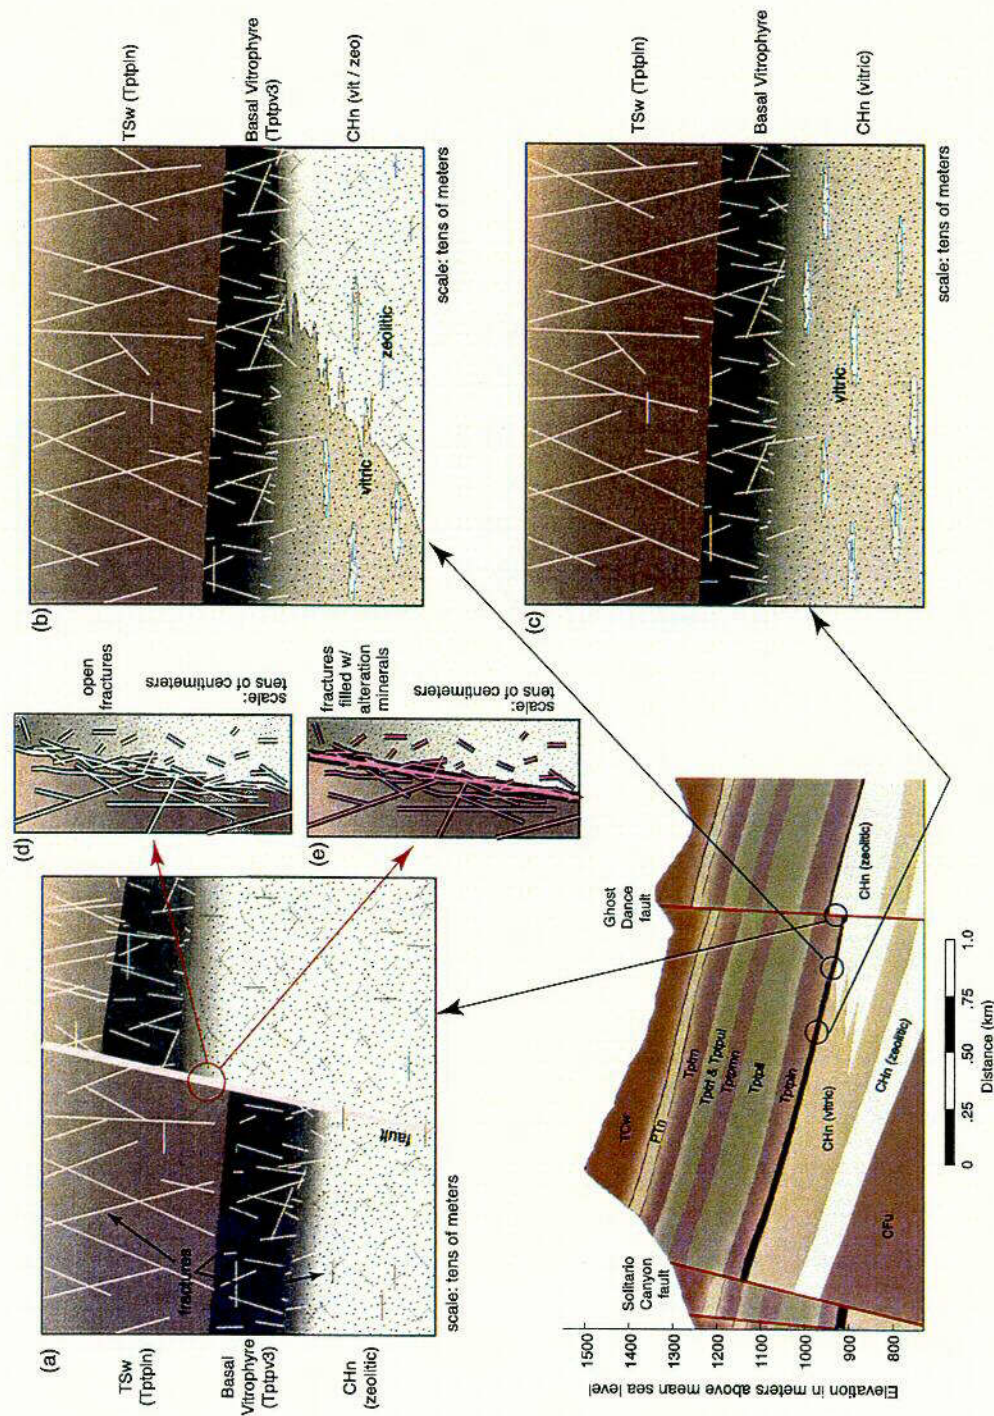 (a)
TSw
(Tptpln)
Basal
Vitrophyre
(Tptpv3)
CHn
(zeolitic)
fractures
fault
scale: tens of meters
(d)
open
fractures
scale:
tens of centimeters
(e)
fractures
filled w/
alteration
minerals
scale:
tens of centimeters
(b)
TSw (Tptpln)
Basal Vitrophyre
(Tptpv3)
CHn (vit / zeo)
vitric
zeolitic
scale: tens of meters
Elevation in meters above mean sea
level
1500
1400
1300
1200
1100
1000
900
800
Solitario
Canyon
fault
Ghost
Dance
fault
TCw
PTn
Tptrn
Tptrl & Tptpul
Tptpmn
Tptpll
Tptpln
CHn (vitric)
CHn (zeolitic)
CHn (zeolitic)
CFu
0
.25
.50
.75
1.0
Distance (km)
(c)
TSw (Tptpln)
Basal Vitrophyre
CHn (vitric)
vitric
scale: tens of meters